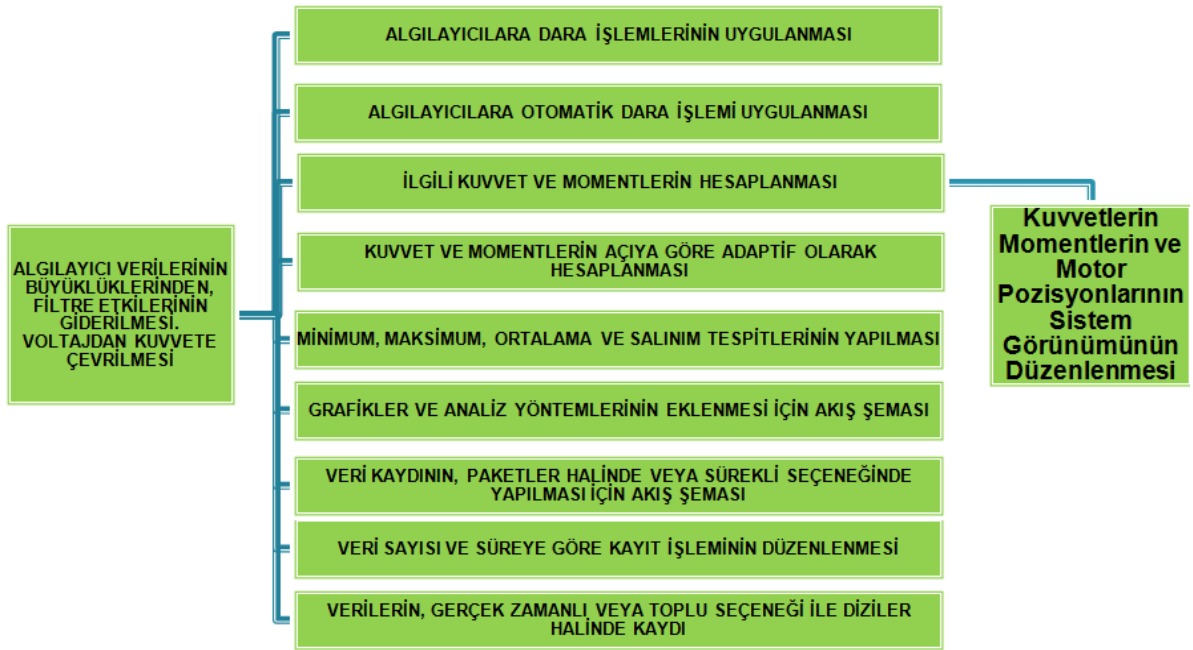 ALGILAYICI VERİLERİNİN
BÜYÜKLÜKLERİNDEN,
FİLTRE ETKİLERİNİN
GİDERİLMESİ.
VOLTAJDAN KUVVETE
ÇEVRİLMESİ
ALGILAYICILARA DARA İŞLEMLERİNİN UYGULANMASI
ALGILAYICILARA OTOMATİK DARA İŞLEMİ UYGULANMASI
İLGİLİ KUVVET VE MOMENTLERİN HESAPLANMASI
KUVVET VE MOMENTLERİN AÇIYA GÖRE ADAPTİF OLARAK
HESAPLANMASI
MİNİMUM, MAKSİMUM, ORTALAMA VE SALINIM TESPİTLERİNİN YAPILMASI
GRAFİKLER VE ANALİZ YÖNTEMLERİNİN EKLENMESİ İÇİN AKIŞ ŞEMASI
VERİ KAYDININ, PAKETLER HALİNDE VEYA SÜREKLİ SEÇENEĞİNDE
YAPILMASI İÇİN AKIŞ ŞEMASI
VERİ SAYISI VE SÜREYE GÖRE KAYIT İŞLEMİNİN DÜZENLENMESİ
VERİLERİN, GERÇEK ZAMANLI VEYA TOPLU SEÇENEĞİ İLE DİZİLER
HALİNDE KAYDI
Kuvvetlerin
Momentlerin ve
Motor
Pozisyonlarının
Sistem
Görünümünün
Düzenlenmesi